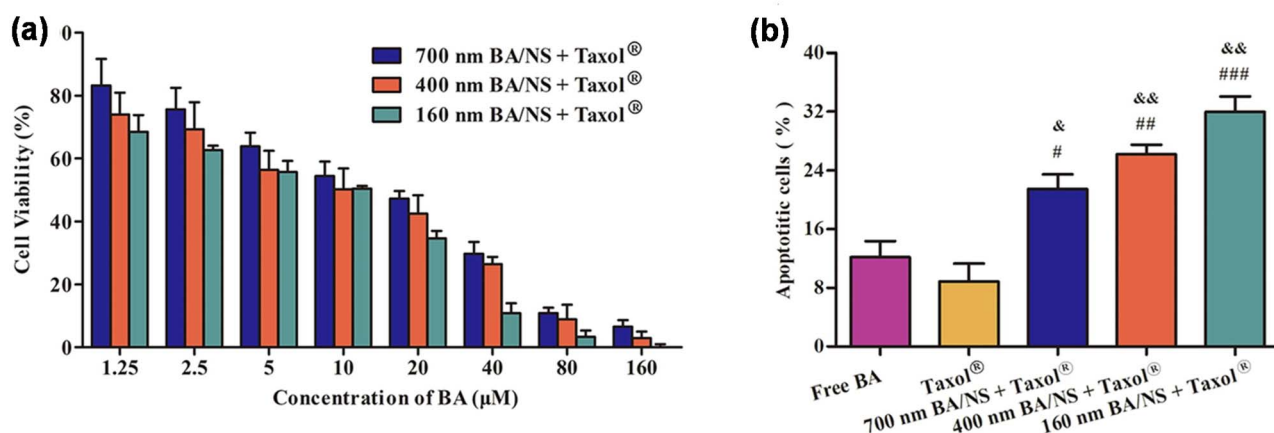 (a)
0
80
60
40
20
0
Cell Viability (%)
700 nm BA/NS + Taxol®
400 nm BA/NS + Taxol®
160 nm BA/NS + Taxol®
1.25 2.5 5 10 20 40 80 160
Concentration of BA (µM)
(b)
40
32
24
16
8
0
Apoptotitic cells ( % )
&
#
&&
##
&&
###
Free BA
Taxol®
700 nm BA/NS + Taxol®
400 nm BA/NS + Taxol®
160 nm BA/NS + Taxol®